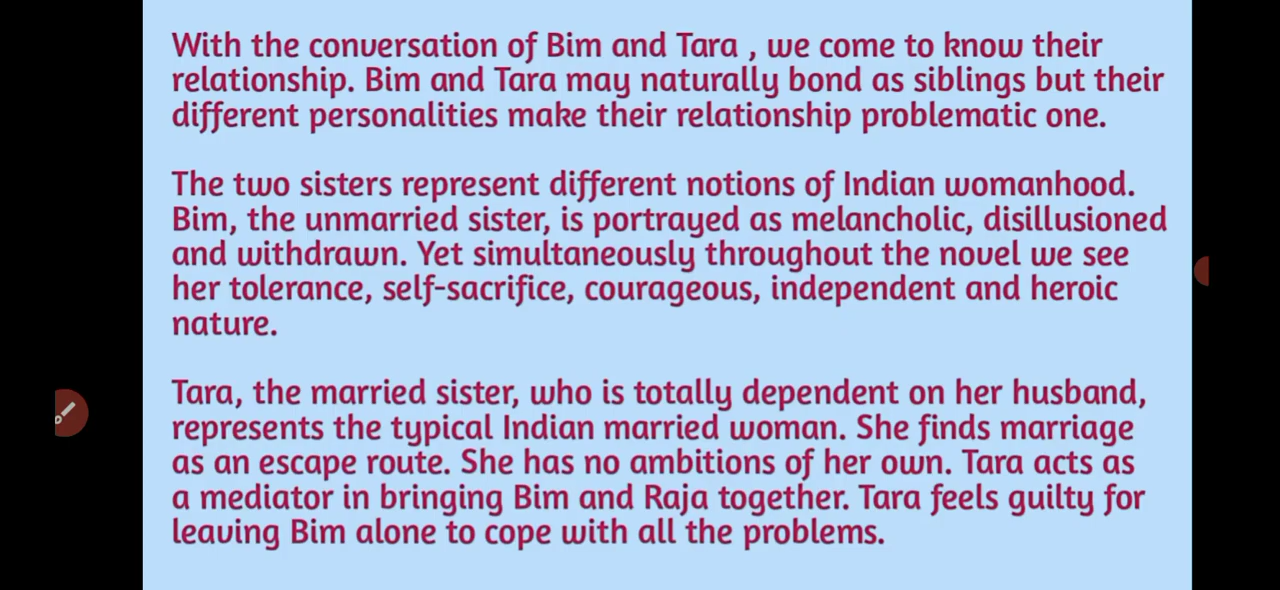 With the conversation of Bim and Tara , we come to know their
relationship. Bim and Tara may naturally bond as siblings but their
different personalities make their relationship problematic one.
The two sisters represent different notions of Indian womanhood.
Bim, the unmarried sister, is portrayed as melancholic, disillusioned
and withdrawn. Yet simultaneously throughout the novel we see
her tolerance, self-sacrifice, courageous, independent and heroic
nature.
Tara, the married sister, who is totally dependent on her husband,
represents the typical Indian married woman. She finds marriage
as an escape route. She has no ambitions of her own. Tara acts as
a mediator in bringing Bim and Raja together. Tara feels guilty for
leaving Bim alone to cope with all the problems.